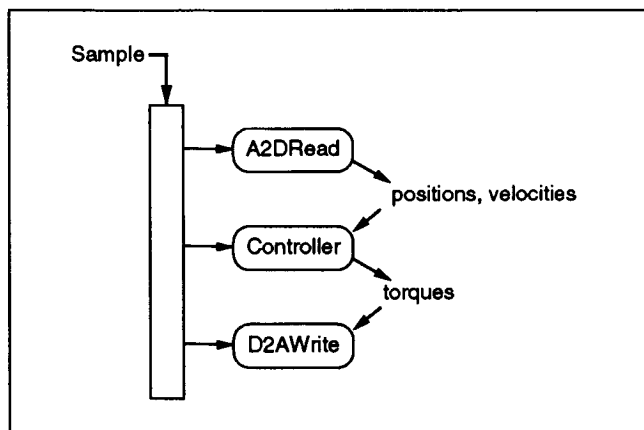 Sample
A2DRead
positions, velocities
Controller
torques
D2AWrite